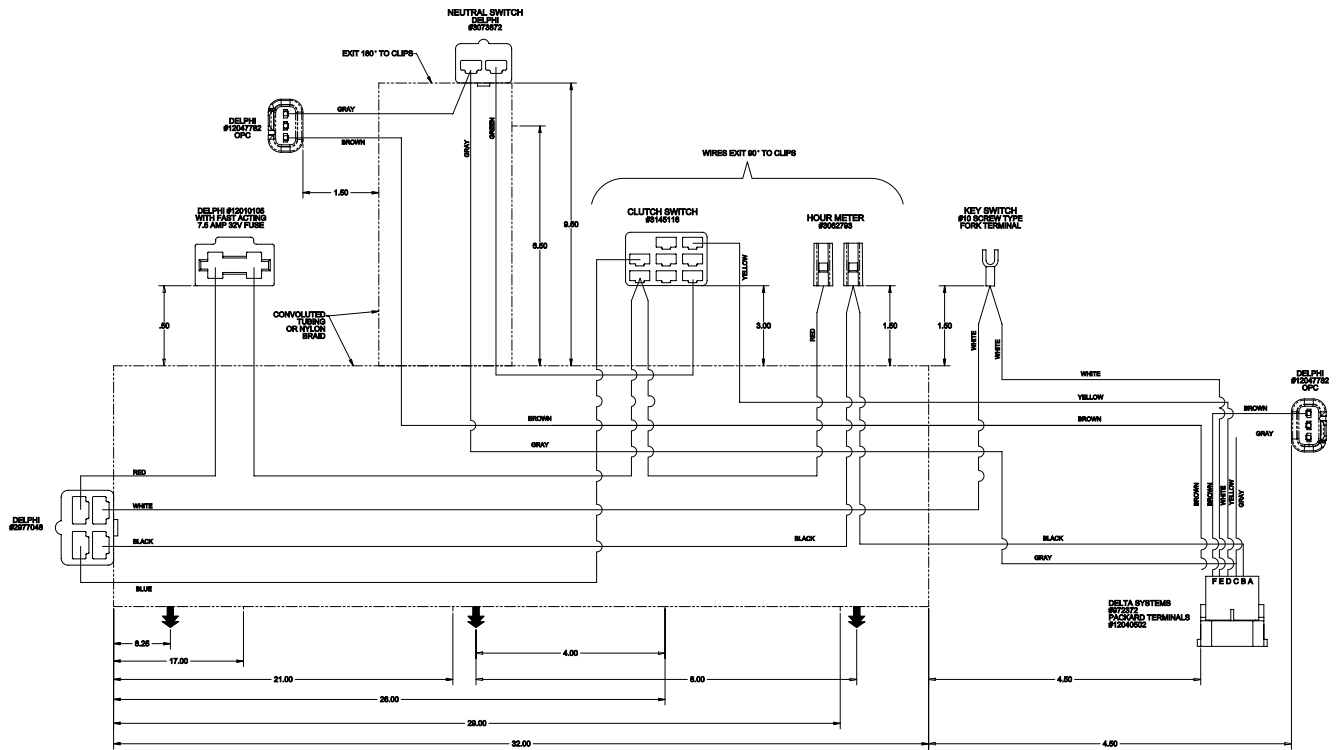 NEUTRAL SWITCH
DELPHI
#3073672
EXIT 180° TO CLIPS
DELPHI
#12047782
OPC
GRAY
BROWN
GRAY
GREEN
1.50
WIRES EXIT 90° TO CLIPS
DELPHI #12010105
WITH FAST ACTING
7.5 AMP 32V FUSE
CLUTCH SWITCH
#3145116
HOUR METER
#3062793
KEY SWITCH
#10 SCREW TYPE
FORK TERMINAL
9.50
6.50
YELLOW
.50
CONVOLUTED
TUBING
OR NYLON
BRAID
3.00
RED
1.50
1.50
WHITE
WHITE
WHITE
YELLOW
DELPHI
#12047782
OPC
BROWN
BROWN
BROWN
GRAY
GRAY
RED
WHITE
BROWN
BROWN
WHITE
YELLOW
GRAY
DELPHI
#2977048
BLACK
BLACK
BLACK
GRAY
BLUE
F E D C B A
DELTA SYSTEMS
#972372
PACKARD TERMINALS
#12040502
8.25
17.00
4.00
21.00
8.00
4.50
26.00
29.00
32.00
4.50